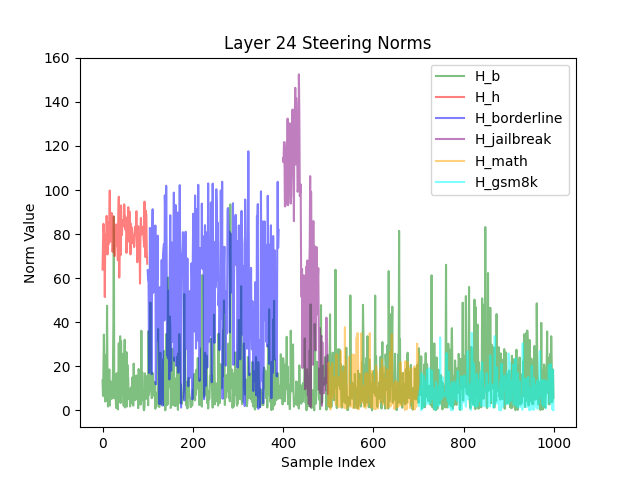 Layer 24 Steering Norms
160
140
120
100
80
60
40
20
0
Norm Value
H_b
H_h
H_borderline
H_jailbreak
H_math
H_gsm8k
0 200 400 600 800 1000
Sample Index